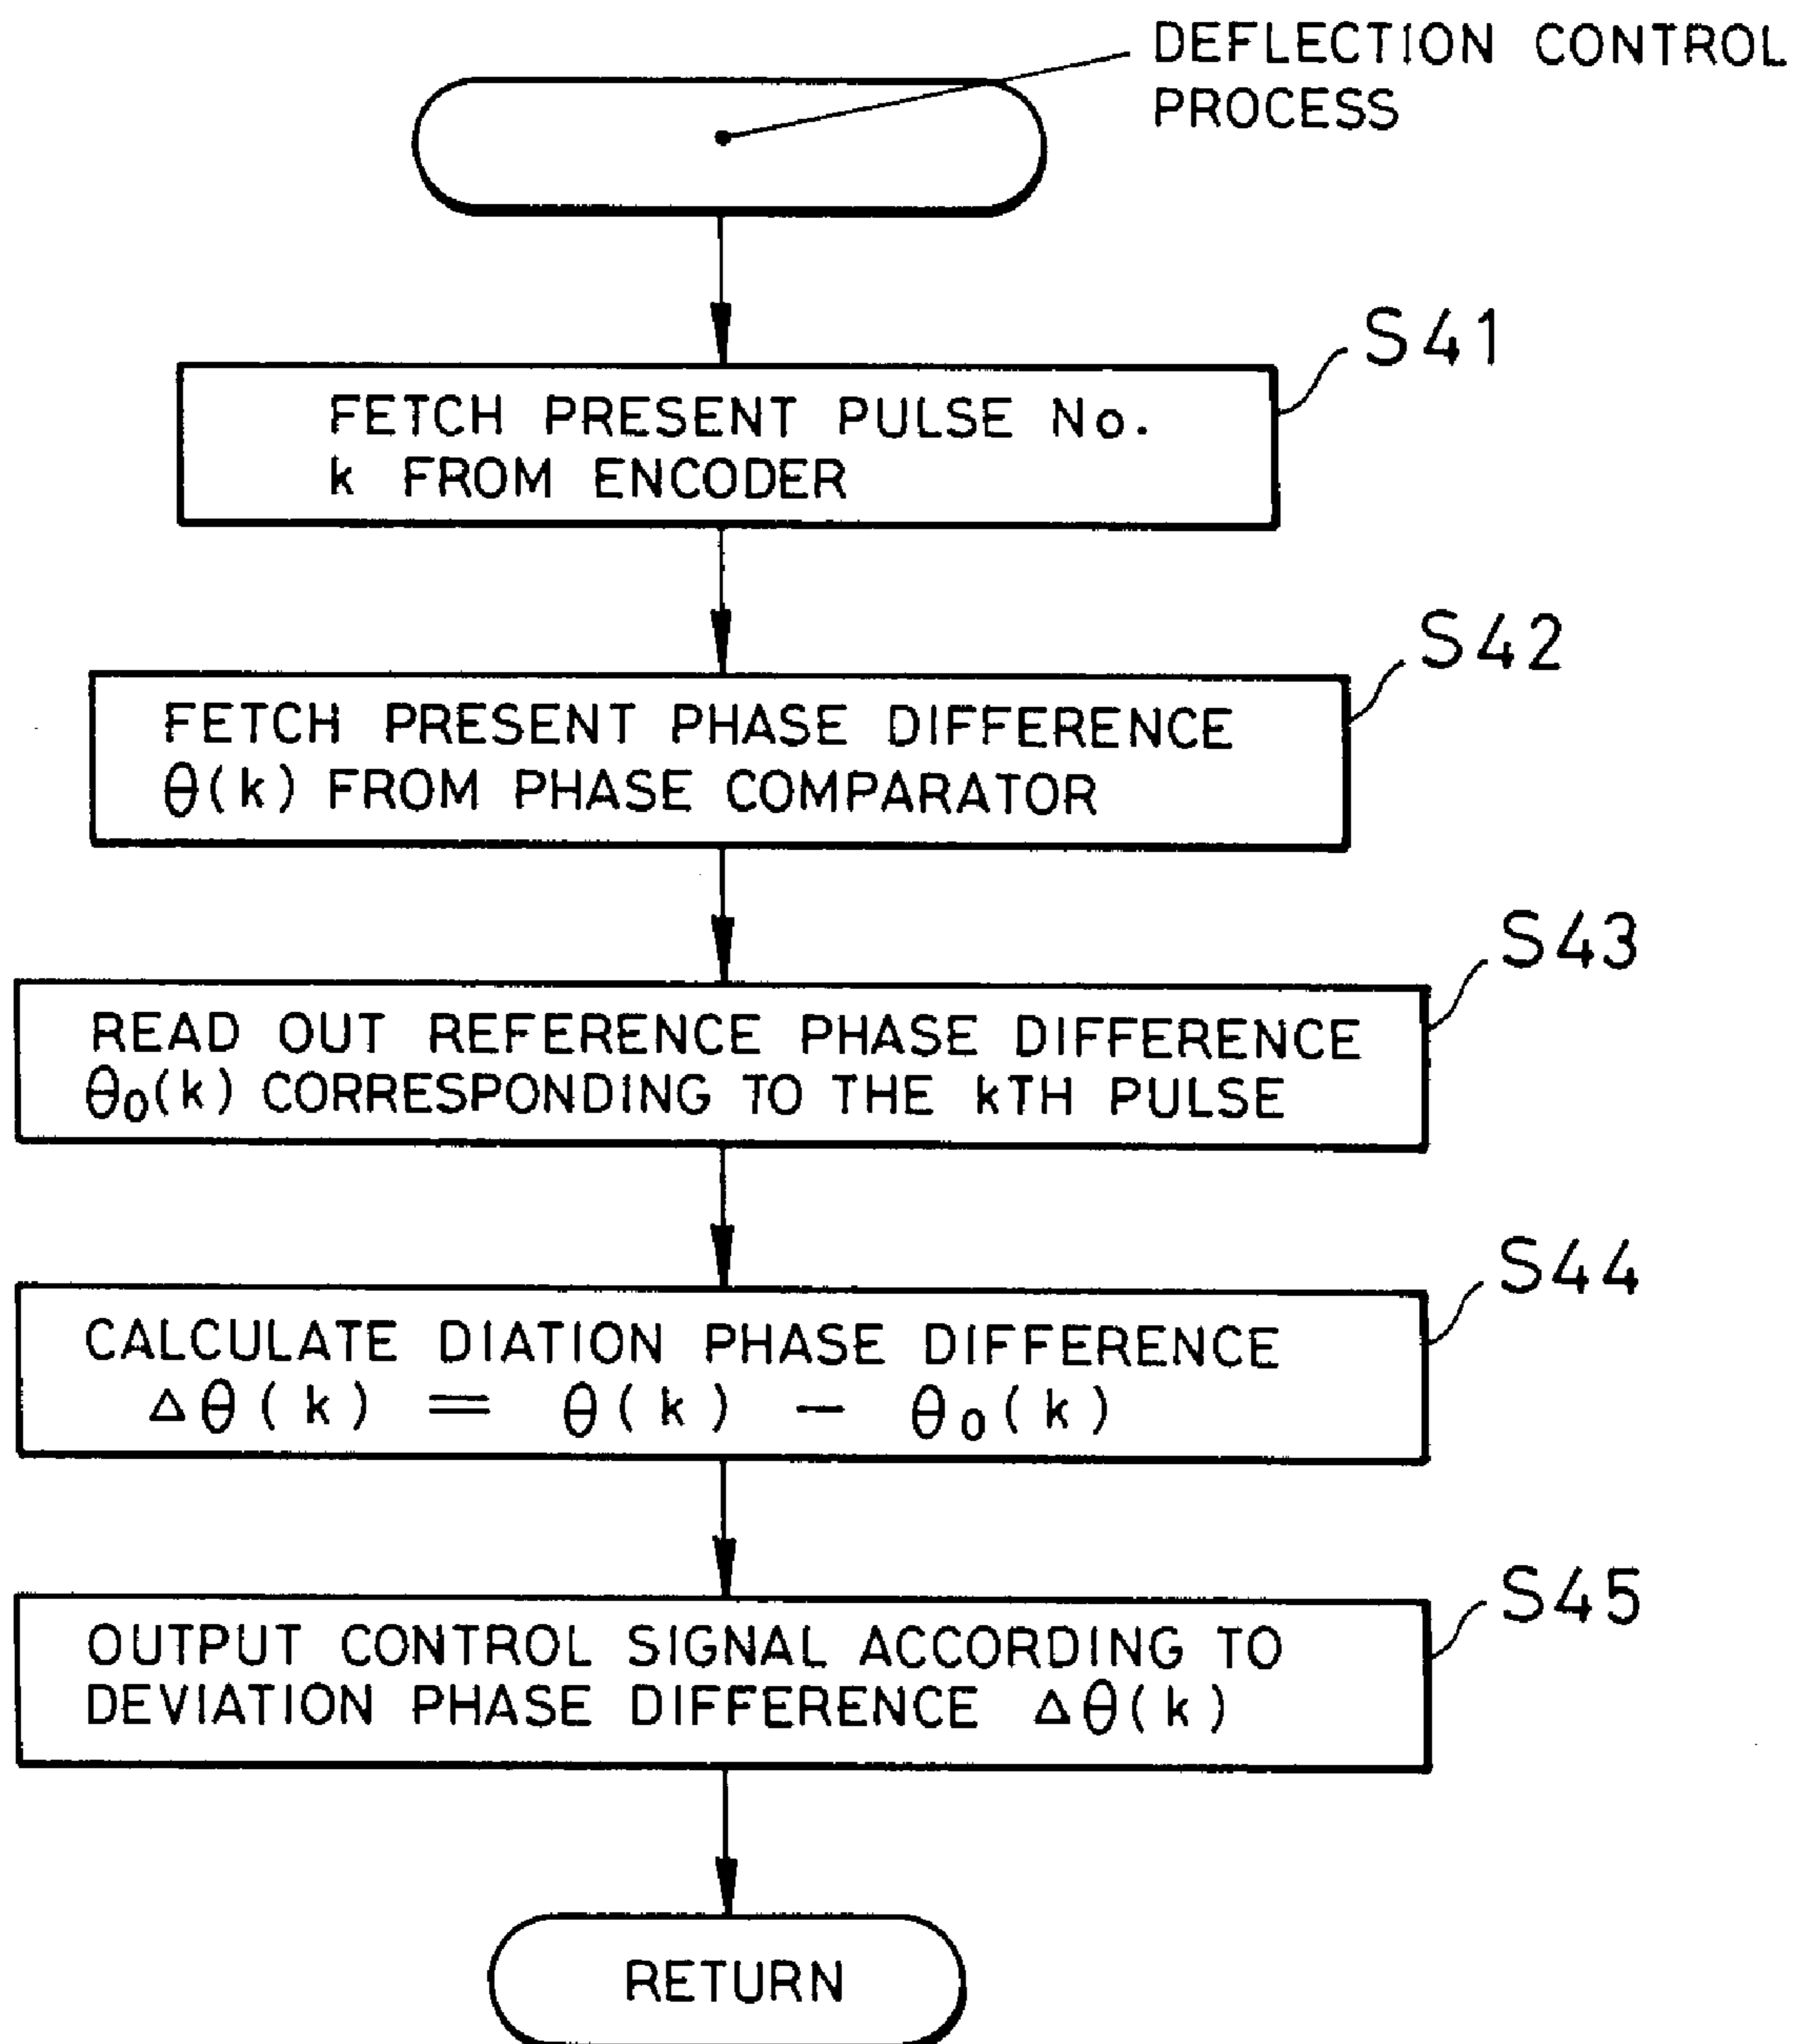 DEFLECTION CONTROL
PROCESS
S41
FETCH PRESENT PULSE No.
k FROM ENCODER
S42
FETCH PRESENT PHASE DIFFERENCE
θ(k) FROM PHASE COMPARATOR
S43
READ OUT REFERENCE PHASE DIFFERENCE
θ₀(k) CORRESPONDING TO THE kTH PULSE
S44
CALCULATE DIATION PHASE DIFFERENCE
Δθ(k) = θ(k) − θ₀(k)
S45
OUTPUT CONTROL SIGNAL ACCORDING TO
DEVIATION PHASE DIFFERENCE Δθ(k)
RETURN